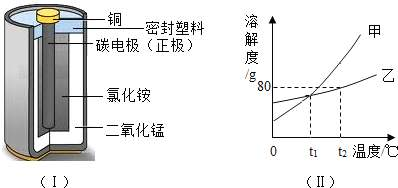 铜
密封塑料
碳电极（正极）
氯化铵
二氧化锰
（Ⅰ）
溶解度/g
甲
乙
80
0
t₁
t₂
温度/℃
（Ⅱ）